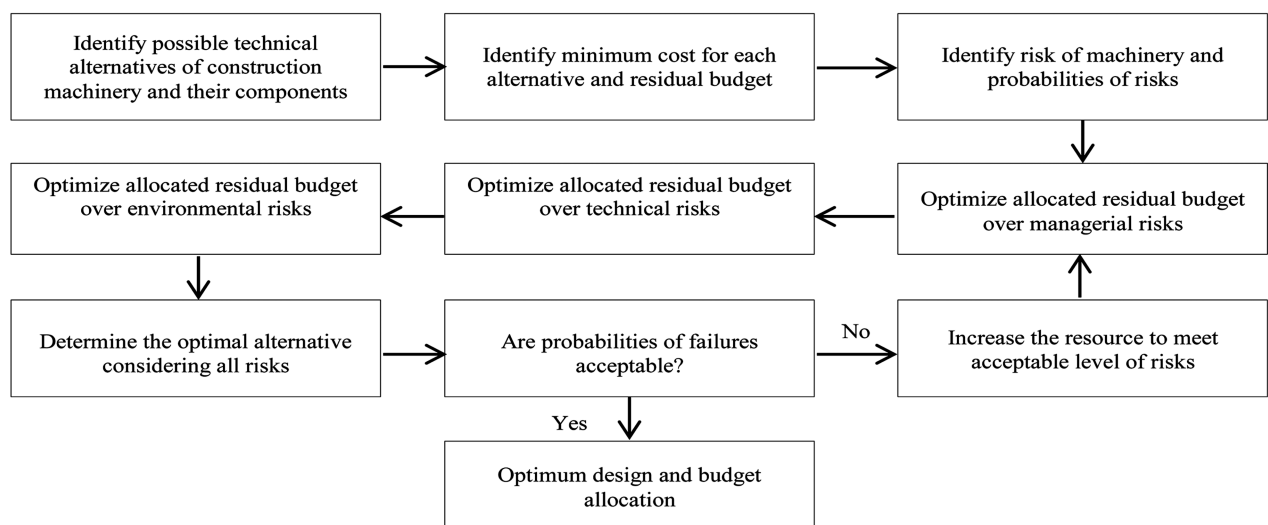 Identify possible technical
alternatives of construction
machinery and their components
Identify minimum cost for each
alternative and residual budget
Identify risk of machinery and
probabilities of risks
Optimize allocated residual budget
over environmental risks
Optimize allocated residual budget
over technical risks
Optimize allocated residual budget
over managerial risks
Determine the optimal alternative
considering all risks
Are probabilities of failures
acceptable?
No
Increase the resource to meet
acceptable level of risks
Yes
Optimum design and budget
allocation